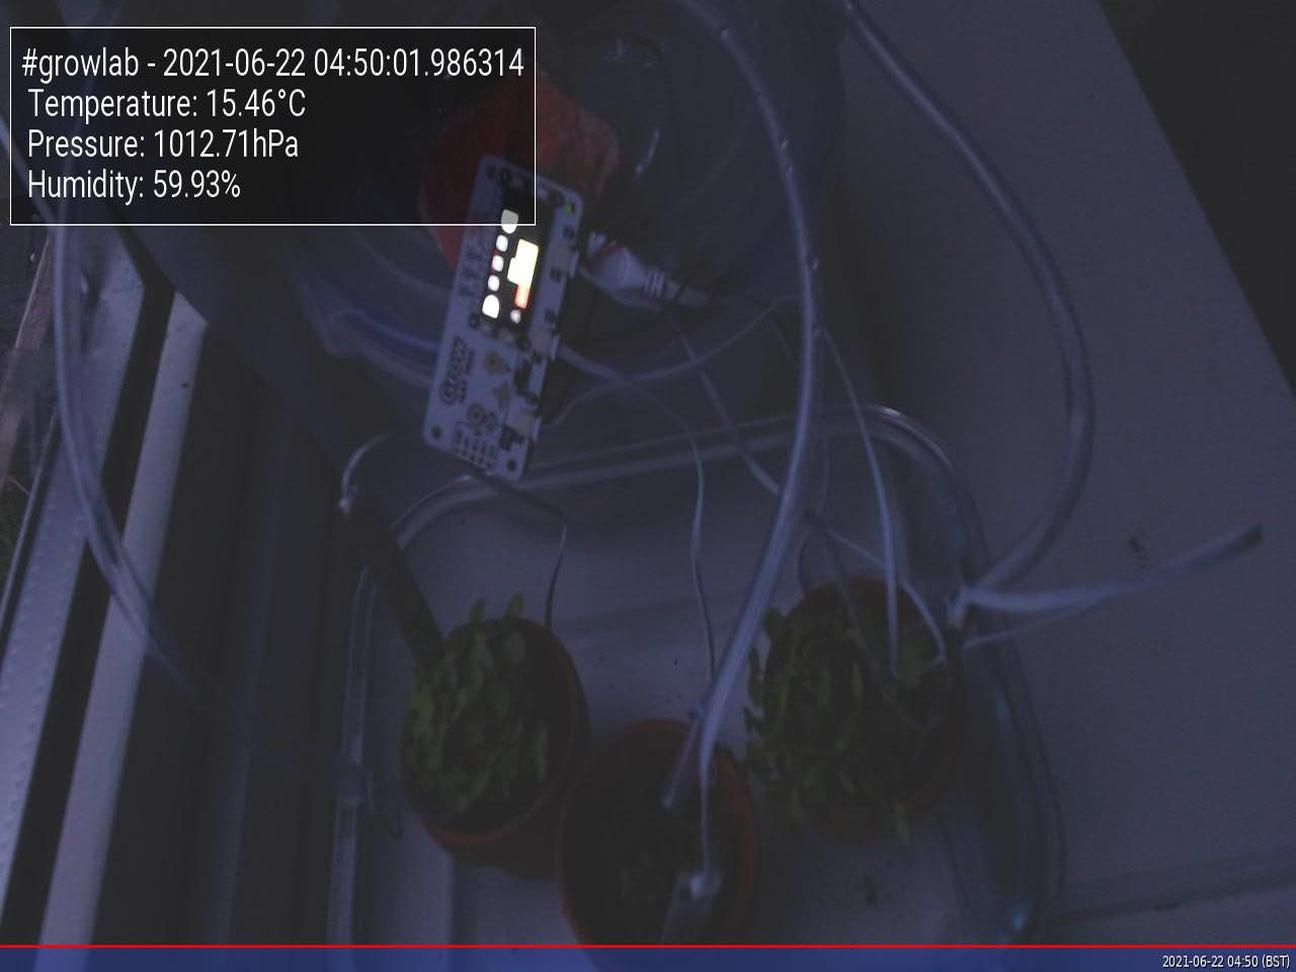 #growlab - 2021-06-22 04:50:01.986314
Temperature: 15.46°C
Pressure: 1012.71hPa
Humidity: 59.93%
GROW
2021-06-22 04:50 (BST)